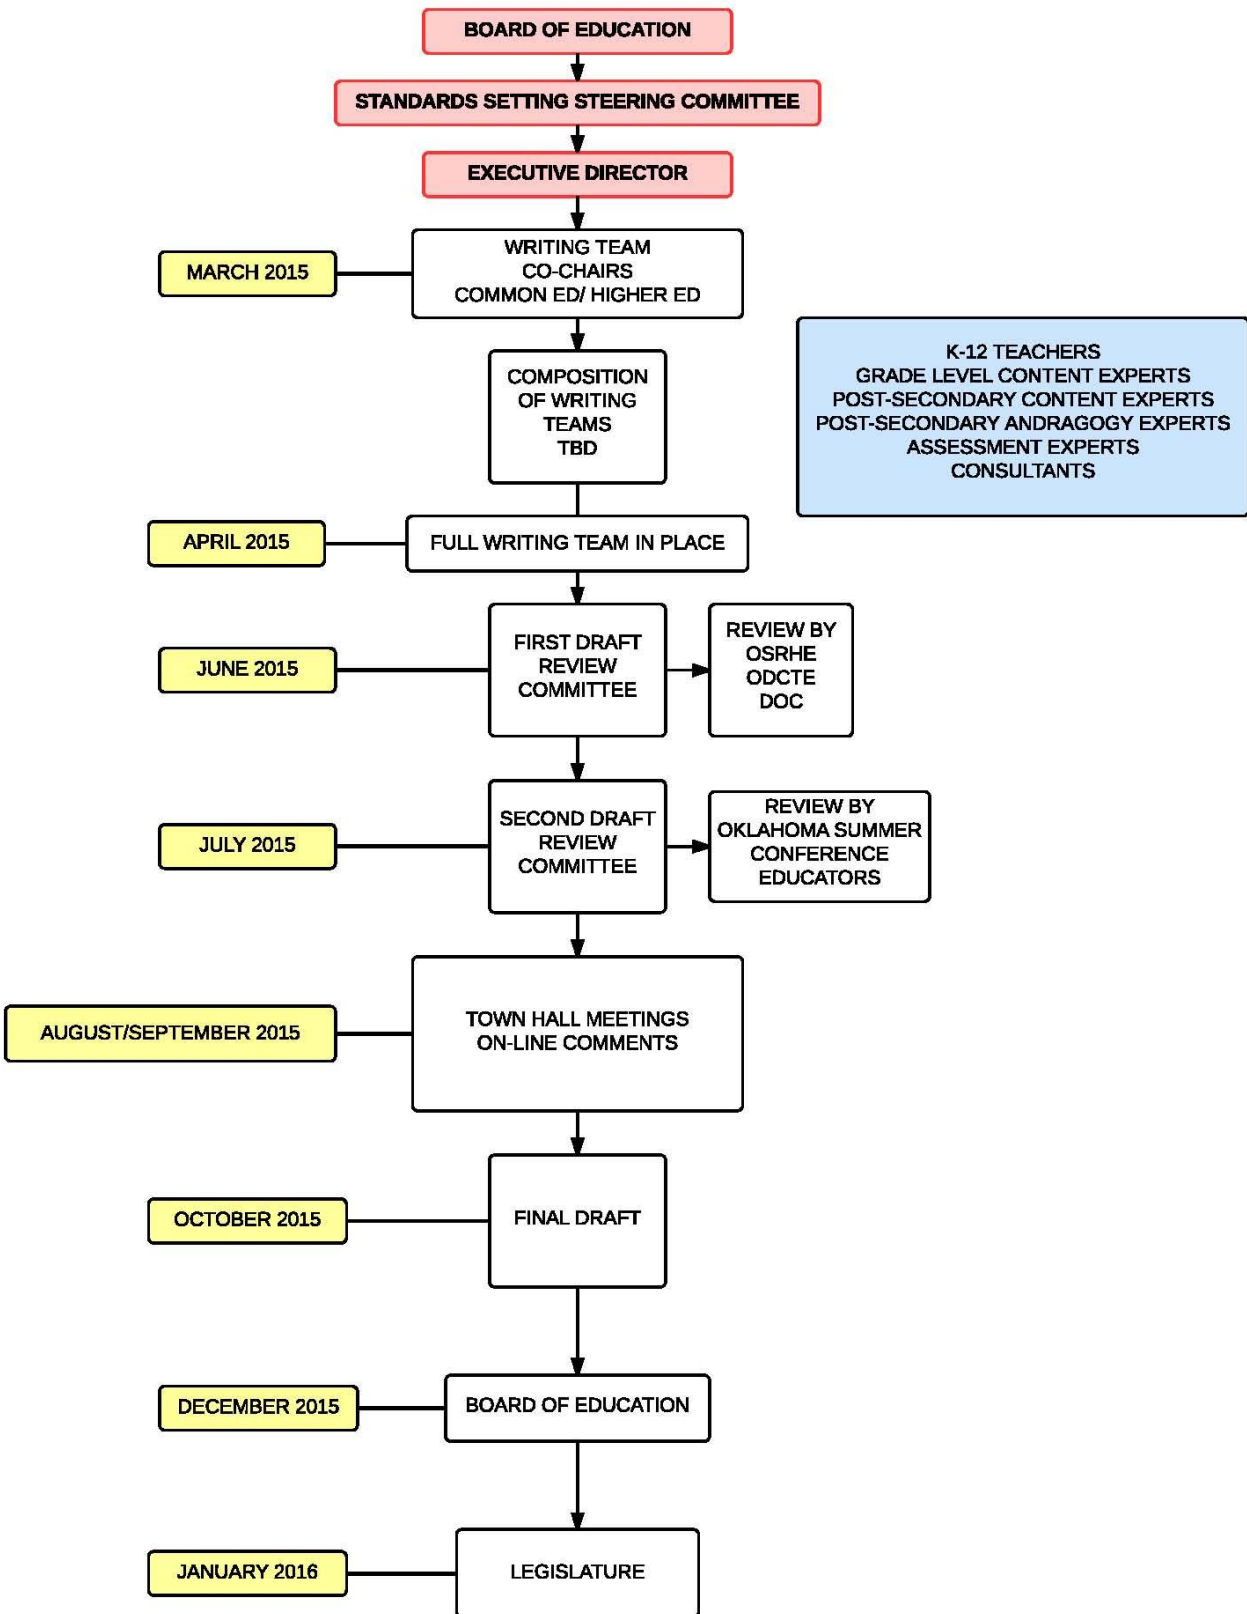 BOARD OF EDUCATION
STANDARDS SETTING STEERING COMMITTEE
EXECUTIVE DIRECTOR
MARCH 2015
WRITING TEAM
CO-CHAIRS
COMMON ED/ HIGHER ED
K-12 TEACHERS
GRADE LEVEL CONTENT EXPERTS
POST-SECONDARY CONTENT EXPERTS
POST-SECONDARY ANDRAGOGY EXPERTS
ASSESSMENT EXPERTS
CONSULTANTS
COMPOSITION
OF WRITING
TEAMS
TBD
APRIL 2015
FULL WRITING TEAM IN PLACE
JUNE 2015
FIRST DRAFT
REVIEW
COMMITTEE
REVIEW BY
OSRHE
ODCTE
DOC
JULY 2015
SECOND DRAFT
REVIEW
COMMITTEE
REVIEW BY
OKLAHOMA SUMMER
CONFERENCE
EDUCATORS
AUGUST/SEPTEMBER 2015
TOWN HALL MEETINGS
ON-LINE COMMENTS
OCTOBER 2015
FINAL DRAFT
DECEMBER 2015
BOARD OF EDUCATION
JANUARY 2016
LEGISLATURE